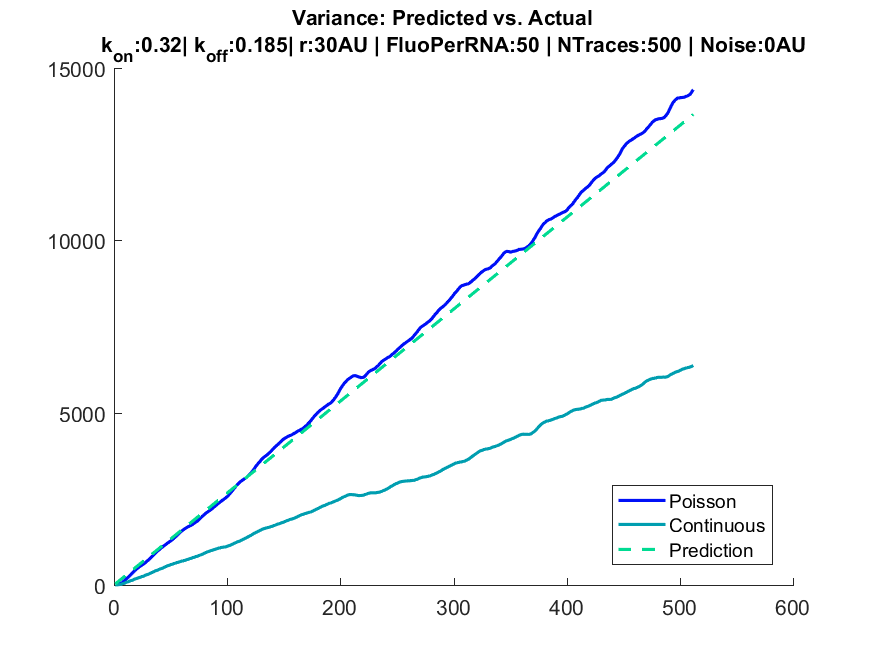 Variance: Predicted vs. Actual
kon:0.32| koff:0.185| r:30AU | FluoPerRNA:50 | NTraces:500 | Noise:0AU
15000
10000
5000
0
Poisson
Continuous
Prediction
0 100 200 300 400 500 600